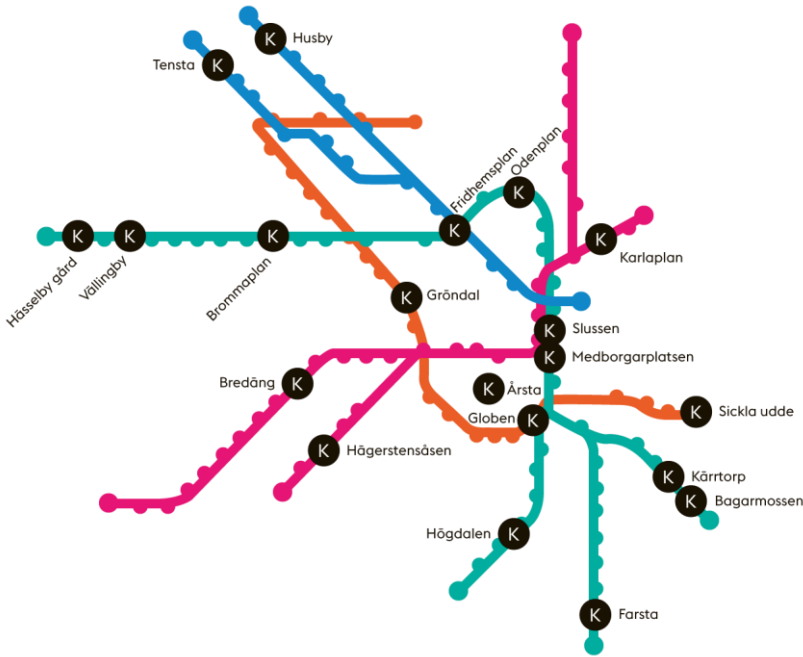 K Husby
Tensta K
Fridhemsplan K
Odenplan K
K Karlaplan
Hässelby gård K
Vällingby K
Brommaplan K
K Gröndal
K Slussen
K Medborgarplatsen
Bredäng K
K Årsta
Globen K
K Sickla udde
K Hägerstensåsen
K Kärrtorp
K Bagarmossen
Högdalen K
K Farsta